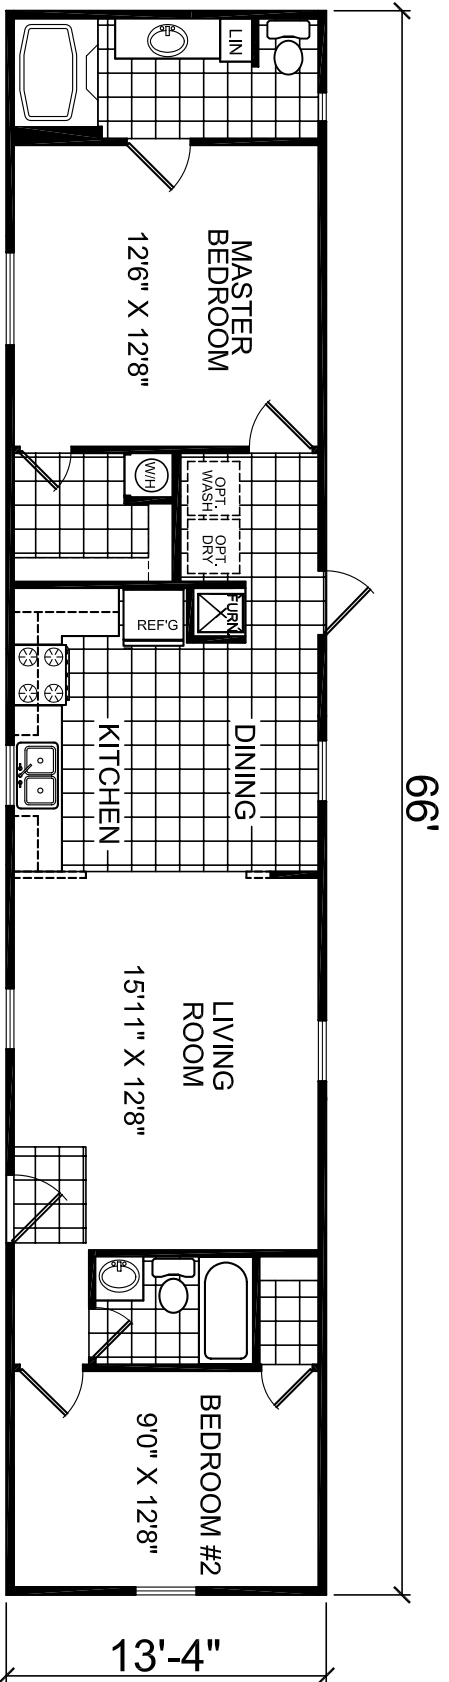 LIN
MASTER
BEDROOM
12'6" X 12'8"
W/H
OPT.
WASH
OPT.
DRY.
FURN
REF'G
DINING
KITCHEN
66'
LIVING
ROOM
15'11" X 12'8"
BEDROOM #2
9'0" X 12'8"
13'-4"